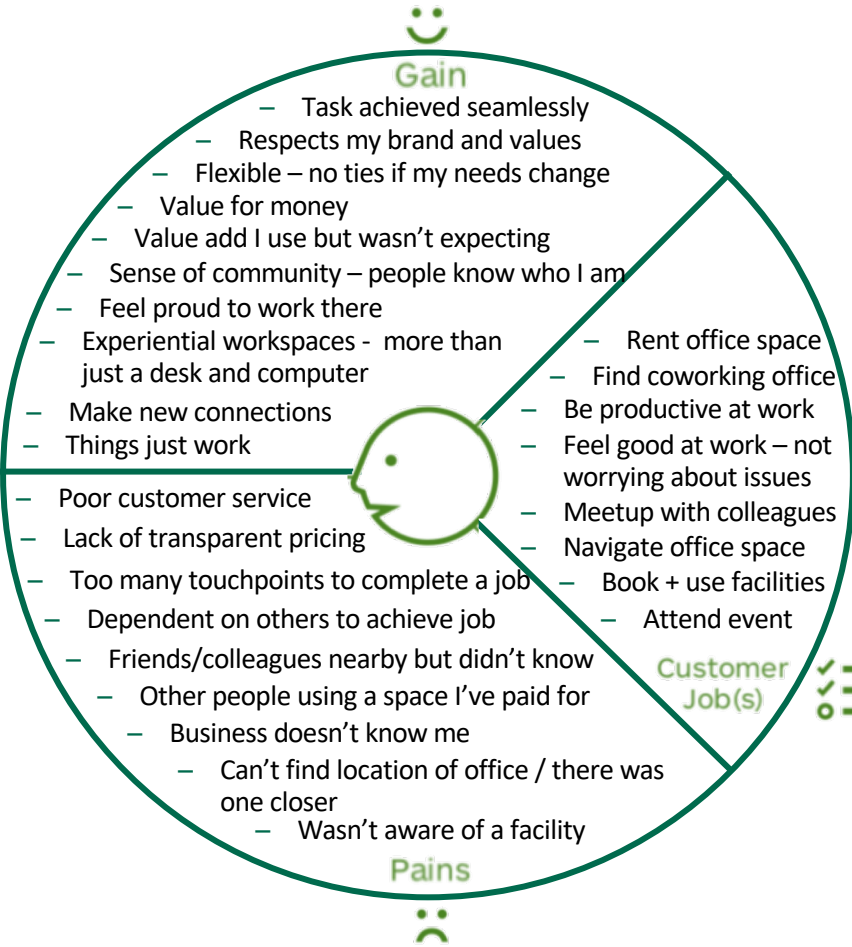 Gain
– Task achieved seamlessly
– Respects my brand and values
– Flexible – no ties if my needs change
– Value for money
– Value add I use but wasn't expecting
– Sense of community – people know who I am
– Feel proud to work there
– Experiential workspaces - more than
just a desk and computer
– Make new connections
– Things just work
– Rent office space
– Find coworking office
– Be productive at work
– Feel good at work – not
worrying about issues
– Meetup with colleagues
– Navigate office space
– Book + use facilities
– Attend event
Customer
Job(s)
– Poor customer service
– Lack of transparent pricing
– Too many touchpoints to complete a job
– Dependent on others to achieve job
– Friends/colleagues nearby but didn't know
– Other people using a space I've paid for
– Business doesn't know me
– Can't find location of office / there was
one closer
– Wasn't aware of a facility
Pains